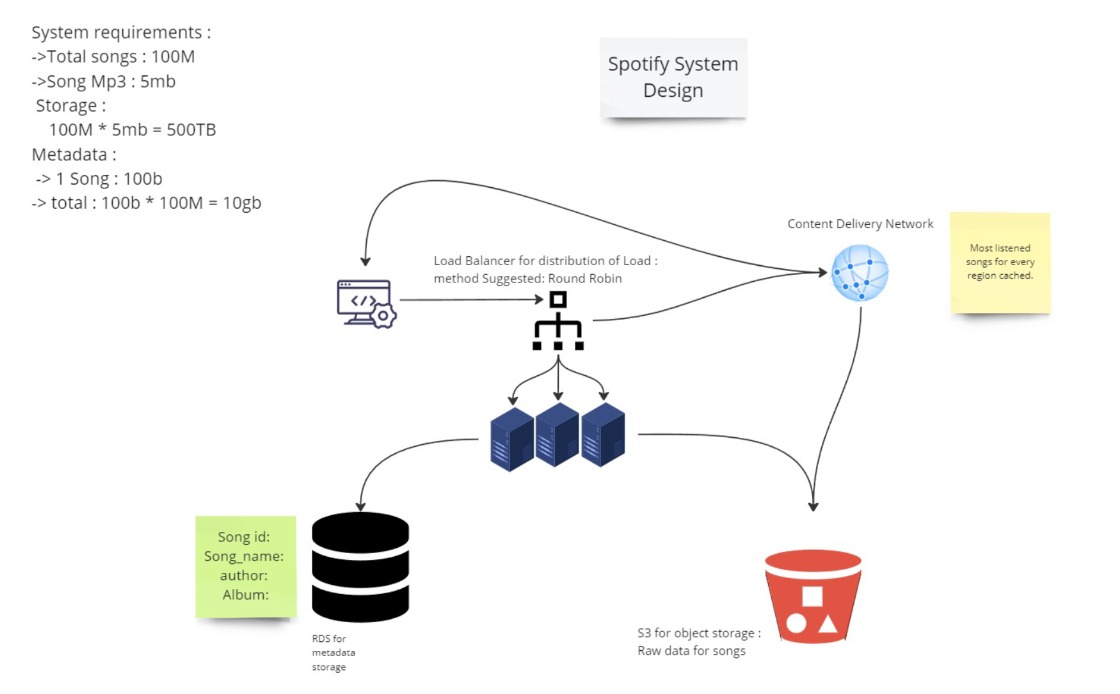 System requirements :
->Total songs : 100M
->Song Mp3 : 5mb
Storage :
100M * 5mb = 500TB
Metadata :
-> 1 Song : 100b
-> total : 100b * 100M = 10gb
Spotify System
Design
Content Delivery Network
Most listened
songs for every
region cached.
Load Balancer for distribution of Load :
method Suggested: Round Robin
</>
Song id:
Song_name:
author:
Album:
RDS for
metadata
storage
S3 for object storage :
Raw data for songs